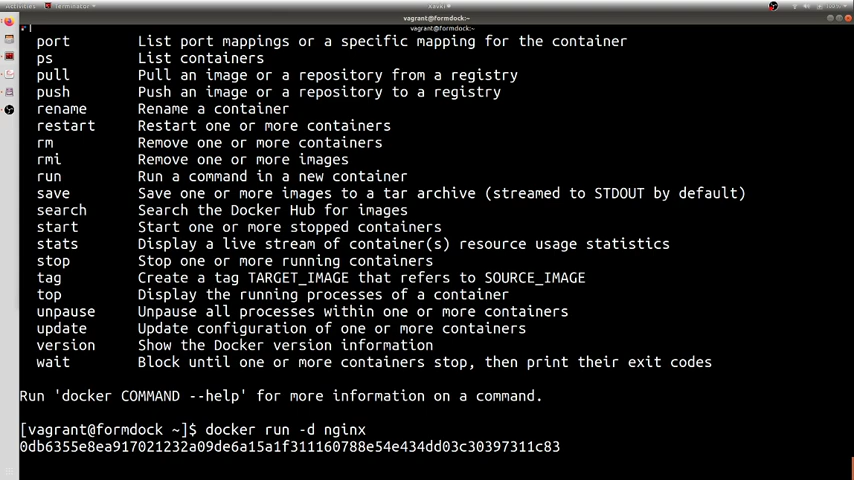 Activities Terminator
vagrant@formdock:~
vagrant@formdock:~
port List port mappings or a specific mapping for the container
ps List containers
pull Pull an image or a repository from a registry
push Push an image or a repository to a registry
rename Rename a container
restart Restart one or more containers
rm Remove one or more containers
rmi Remove one or more images
run Run a command in a new container
save Save one or more images to a tar archive (streamed to STDOUT by default)
search Search the Docker Hub for images
start Start one or more stopped containers
stats Display a live stream of container(s) resource usage statistics
stop Stop one or more running containers
tag Create a tag TARGET_IMAGE that refers to SOURCE_IMAGE
top Display the running processes of a container
unpause Unpause all processes within one or more containers
update Update configuration of one or more containers
version Show the Docker version information
wait Block until one or more containers stop, then print their exit codes
Run 'docker COMMAND --help' for more information on a command.
[vagrant@formdock ~]$ docker run -d nginx
0db6355e8ea917021232a09de6a15a1f311160788e54e434dd03c30397311c83